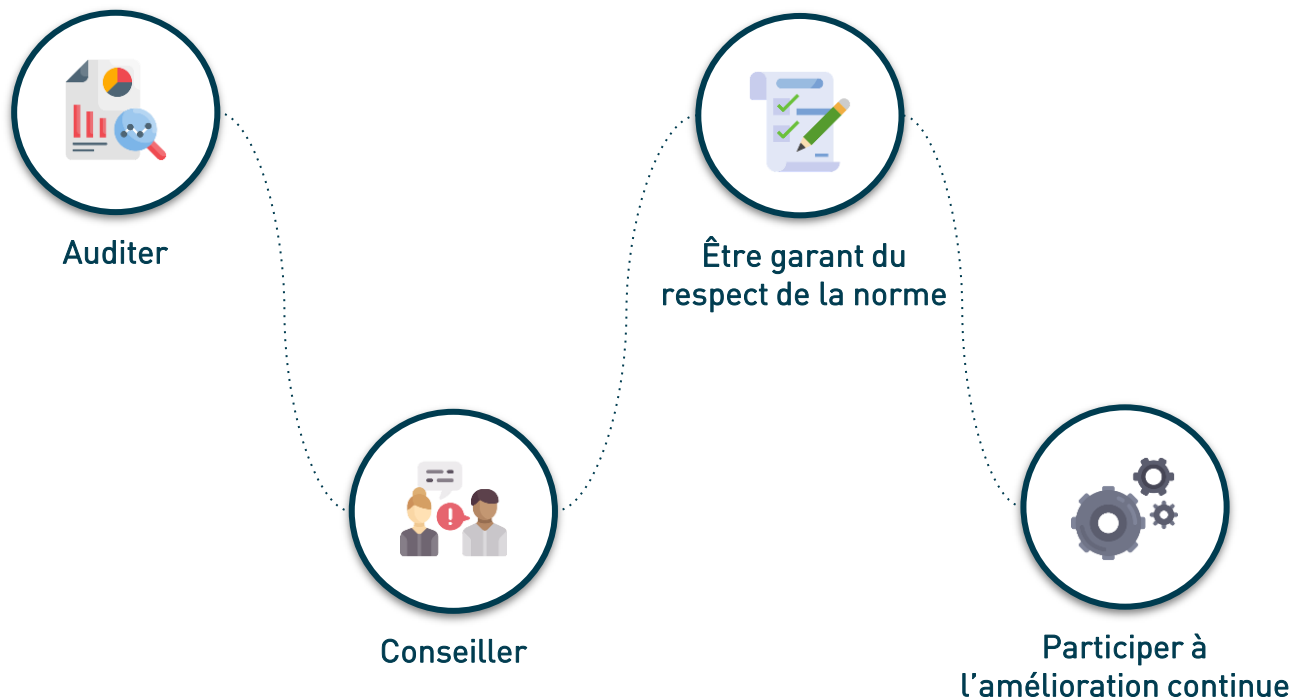 Auditer
Conseiller
Être garant du
respect de la norme
Participer à
l'amélioration continue